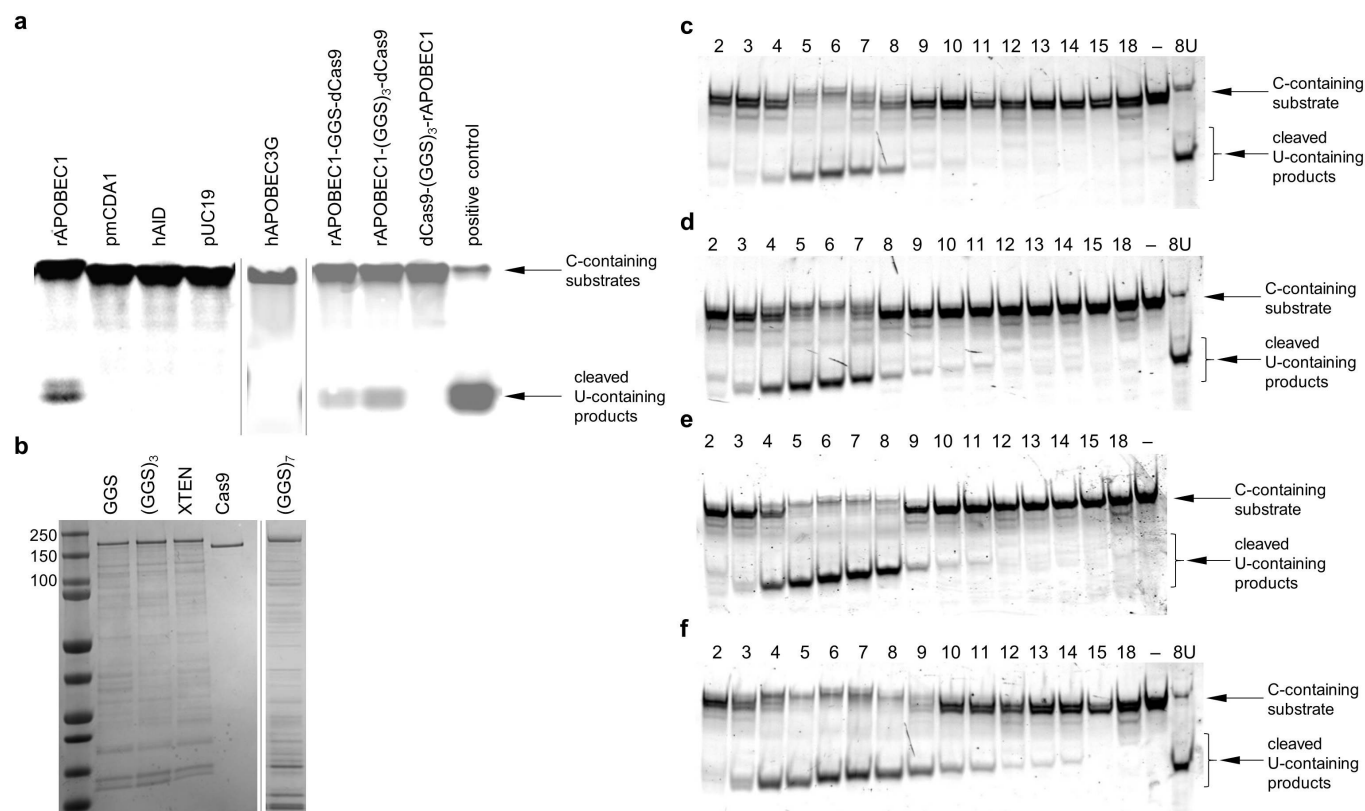 a
rAPOBEC1
pmCDA1
hAID
pUC19
hAPOBEC3G
rAPOBEC1-GGS-dCas9
rAPOBEC1-(GGS)3-dCas9
dCas9-(GGS)3-rAPOBEC1
positive control
C-containing
substrates
cleaved
U-containing
products
b
GGS
(GGS)3
XTEN
Cas9
(GGS)7
250
150
100
c
2 3 4 5 6 7 8 9 10 11 12 13 14 15 18 – 8U
C-containing
substrate
cleaved
U-containing
products
d
2 3 4 5 6 7 8 9 10 11 12 13 14 15 18 – 8U
C-containing
substrate
cleaved
U-containing
products
e
2 3 4 5 6 7 8 9 10 11 12 13 14 15 18 –
C-containing
substrate
cleaved
U-containing
products
f
2 3 4 5 6 7 8 9 10 11 12 13 14 15 18 – 8U
C-containing
substrate
cleaved
U-containing
products